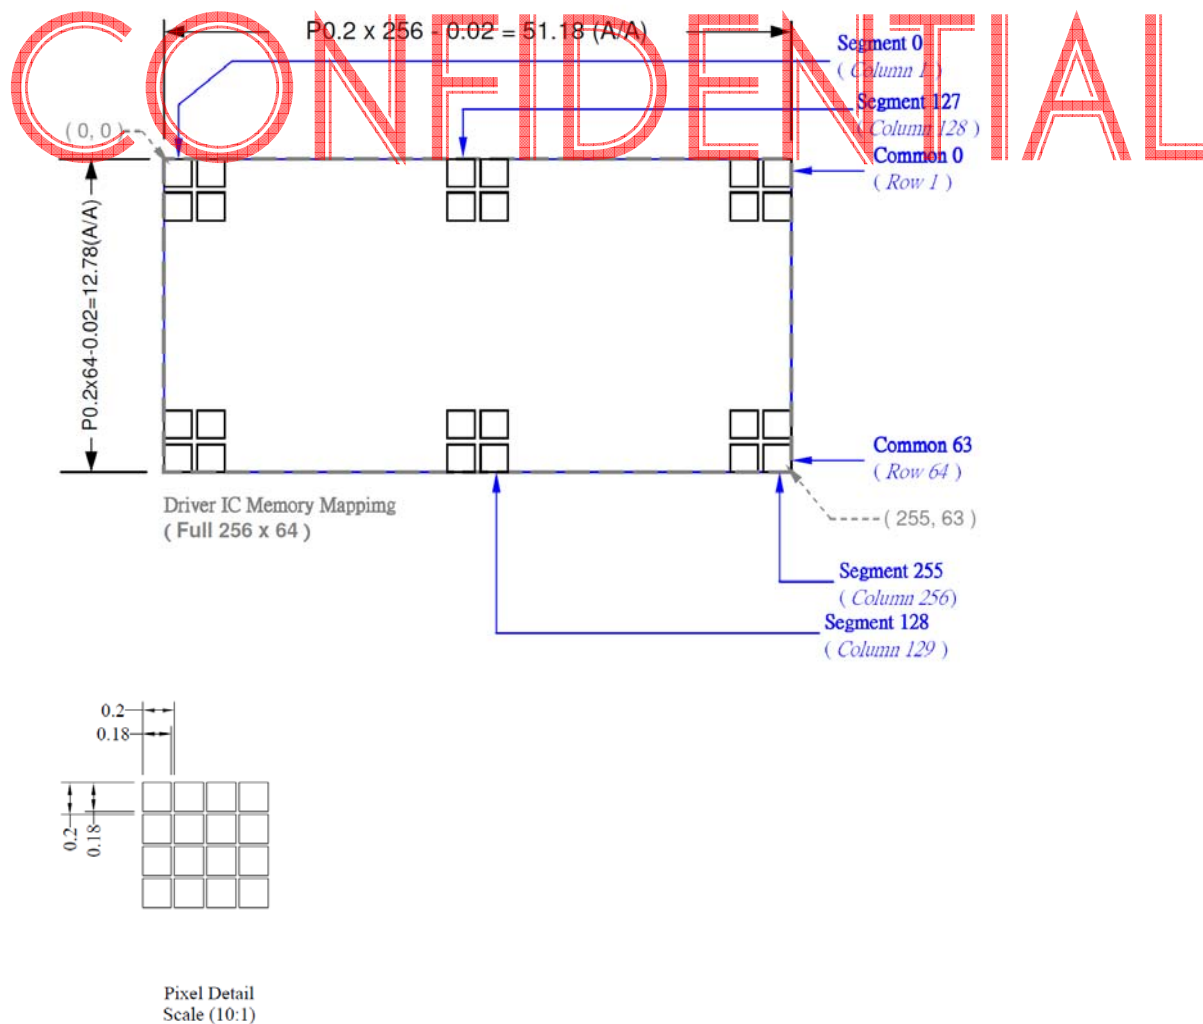 CONFIDENTIAL
P0.2 x 256 - 0.02 = 51.18 (A/A)
Segment 0
( Column 1 )
Segment 127
( Column 128 )
( 0, 0 )
Common 0
( Row 1 )
P0.2x64-0.02=12.78(A/A)
Common 63
( Row 64 )
Driver IC Memory Mappimg
( Full 256 x 64 )
( 255, 63 )
Segment 255
( Column 256)
Segment 128
( Column 129 )
0.2
0.18
0.2
0.18
Pixel Detail
Scale (10:1)